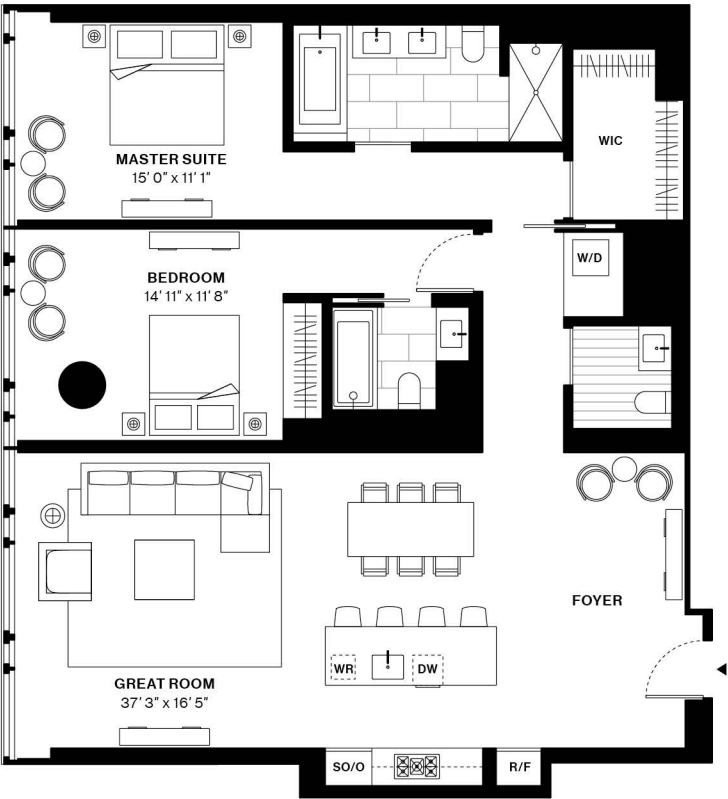 MASTER SUITE
15' 0" x 11' 1"
WIC
W/D
BEDROOM
14' 11" x 11' 8"
FOYER
WR
DW
GREAT ROOM
37' 3" x 16' 5"
SO/O
R/F